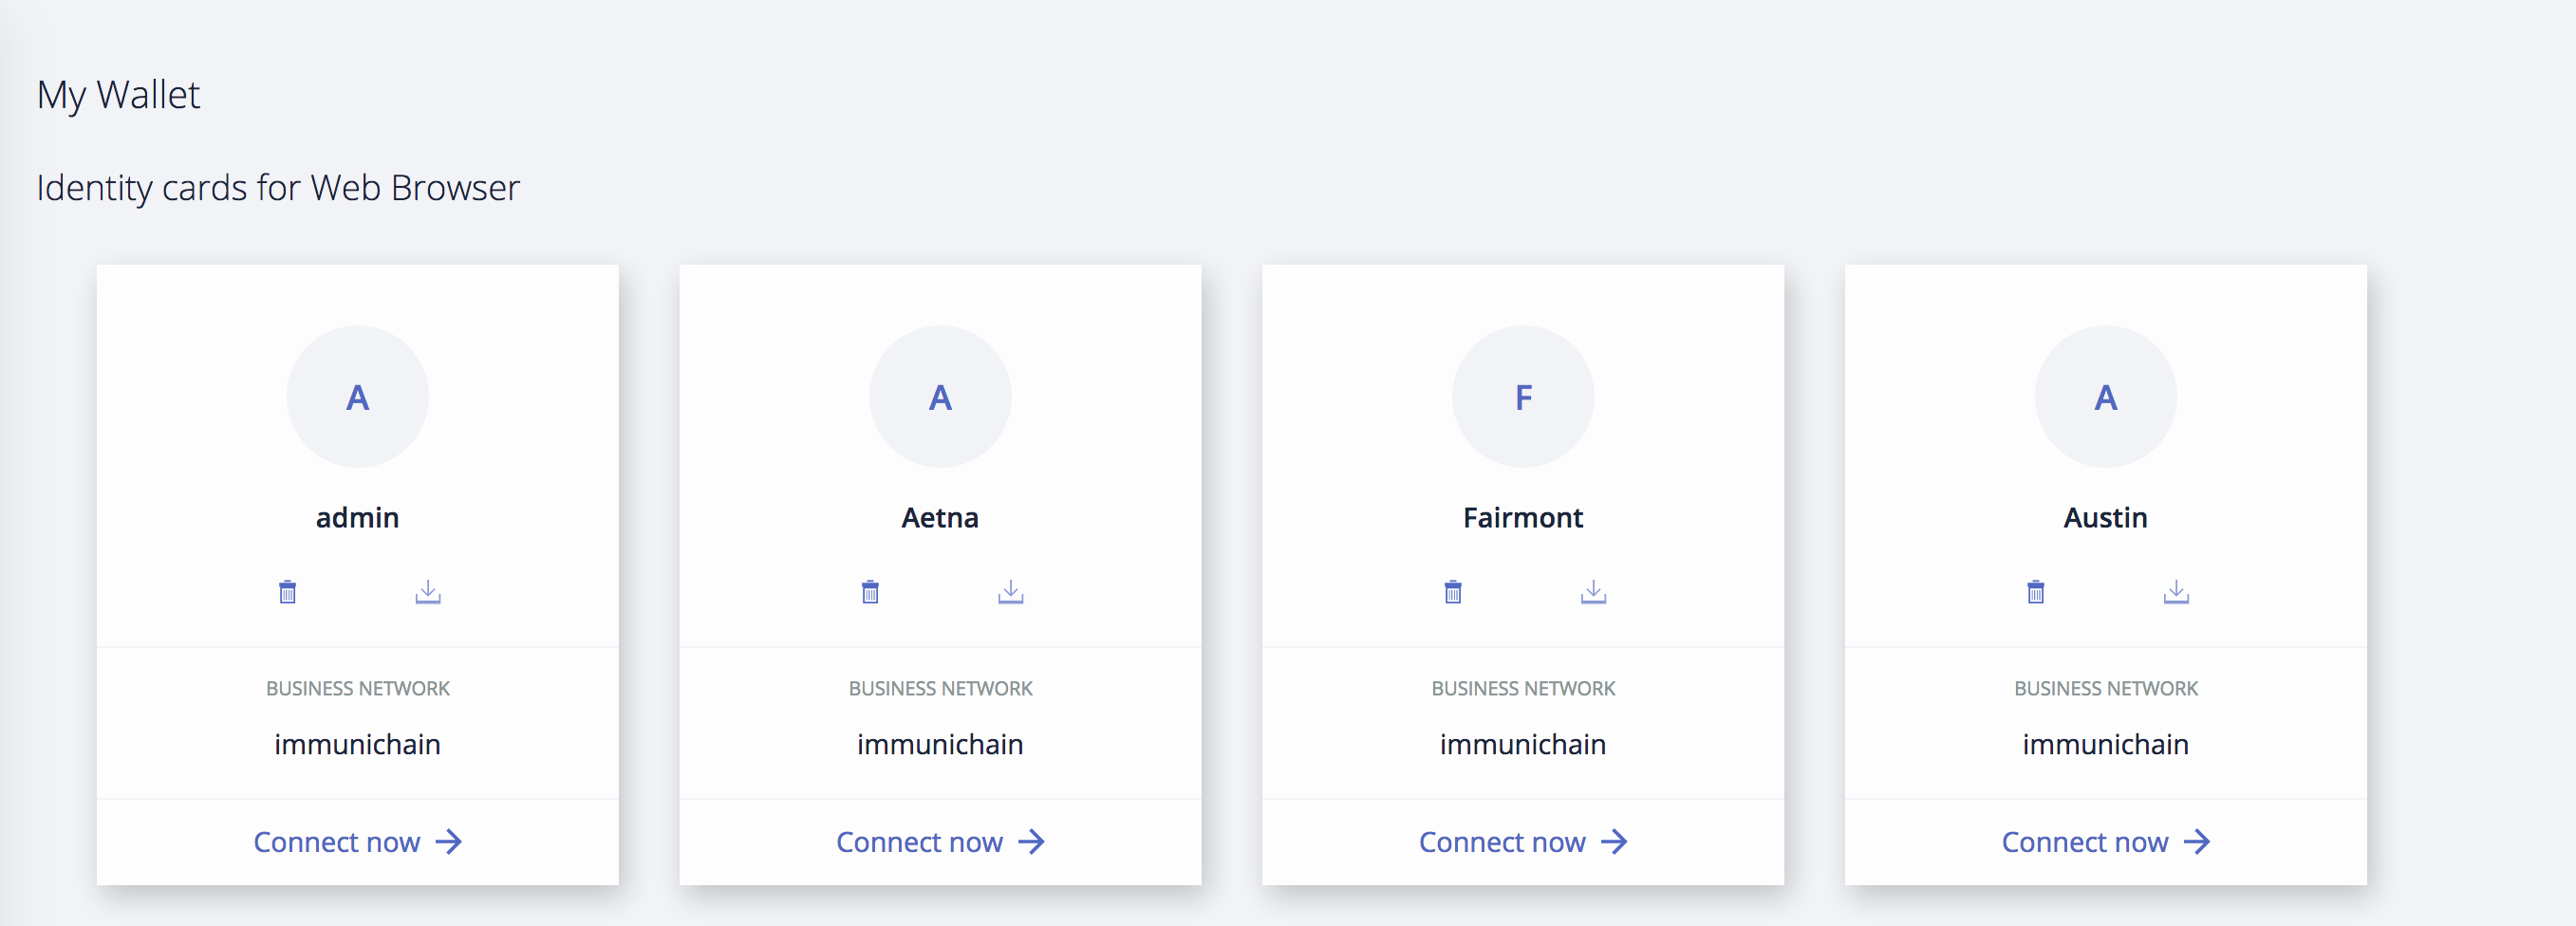 My Wallet
Identity cards for Web Browser
A
admin
BUSINESS NETWORK
immunichain
Connect now
A
Aetna
BUSINESS NETWORK
immunichain
Connect now
F
Fairmont
BUSINESS NETWORK
immunichain
Connect now
A
Austin
BUSINESS NETWORK
immunichain
Connect now